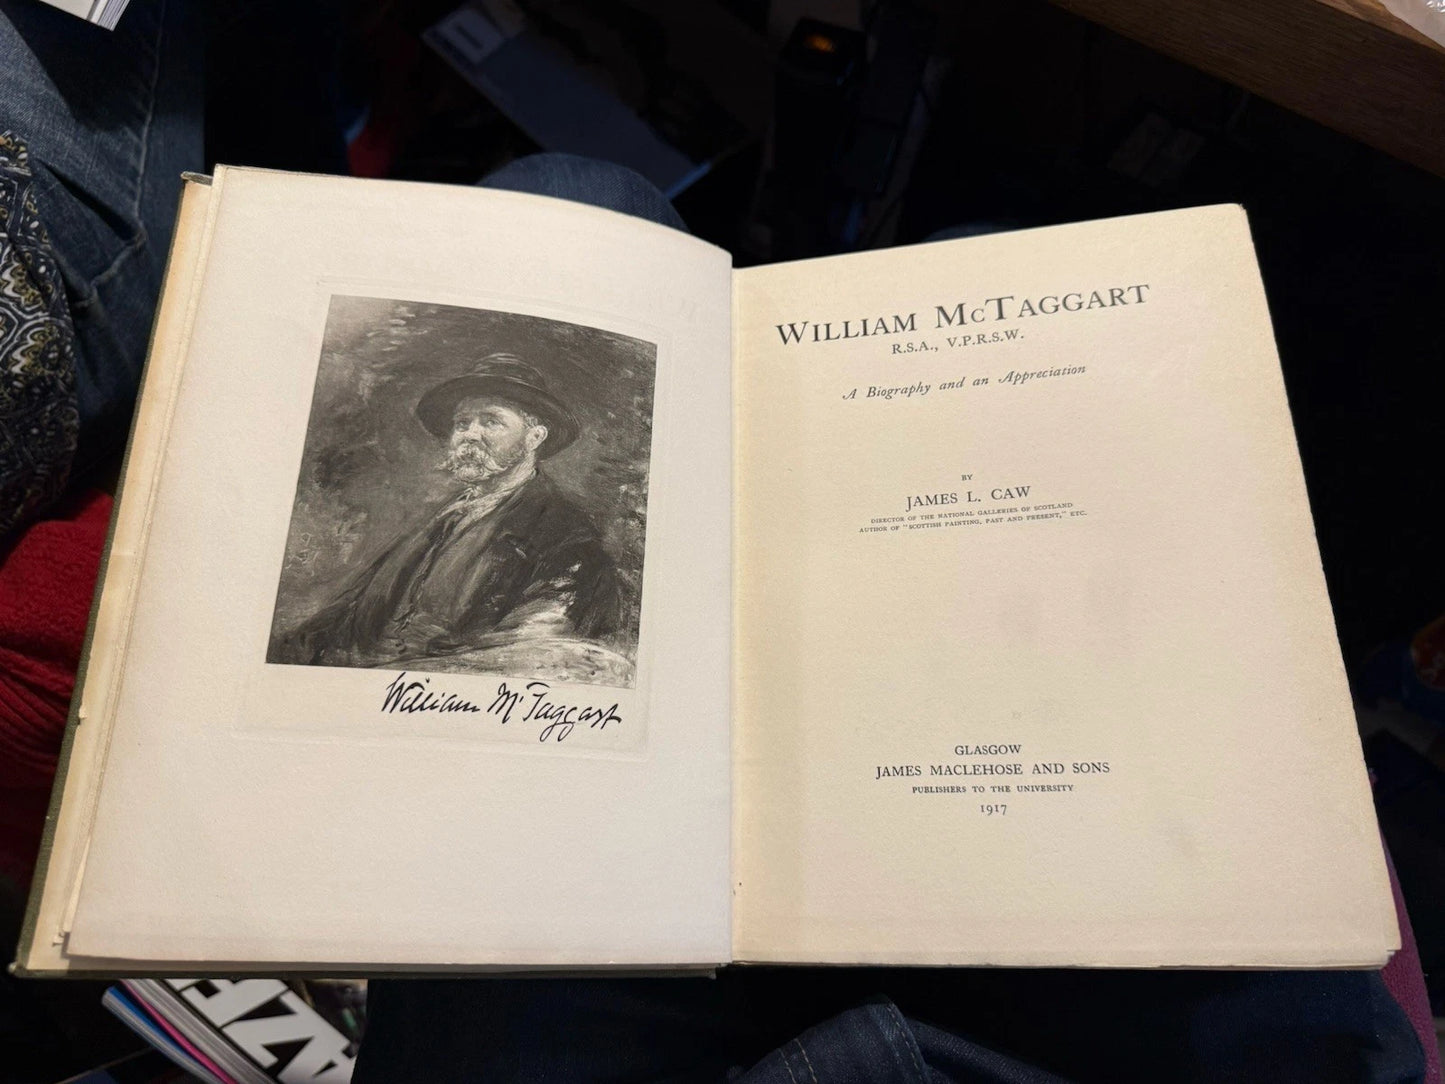 William McTaggart
WILLIAM McTAGGART
R.S.A., V.P.R.S.W.
A Biography and an Appreciation
BY
JAMES L. CAW
DIRECTOR OF THE NATIONAL GALLERIES OF SCOTLAND
AUTHOR OF "SCOTTISH PAINTING, PAST AND PRESENT," ETC.
GLASGOW
JAMES MACLEHOSE AND SONS
PUBLISHERS TO THE UNIVERSITY
1917